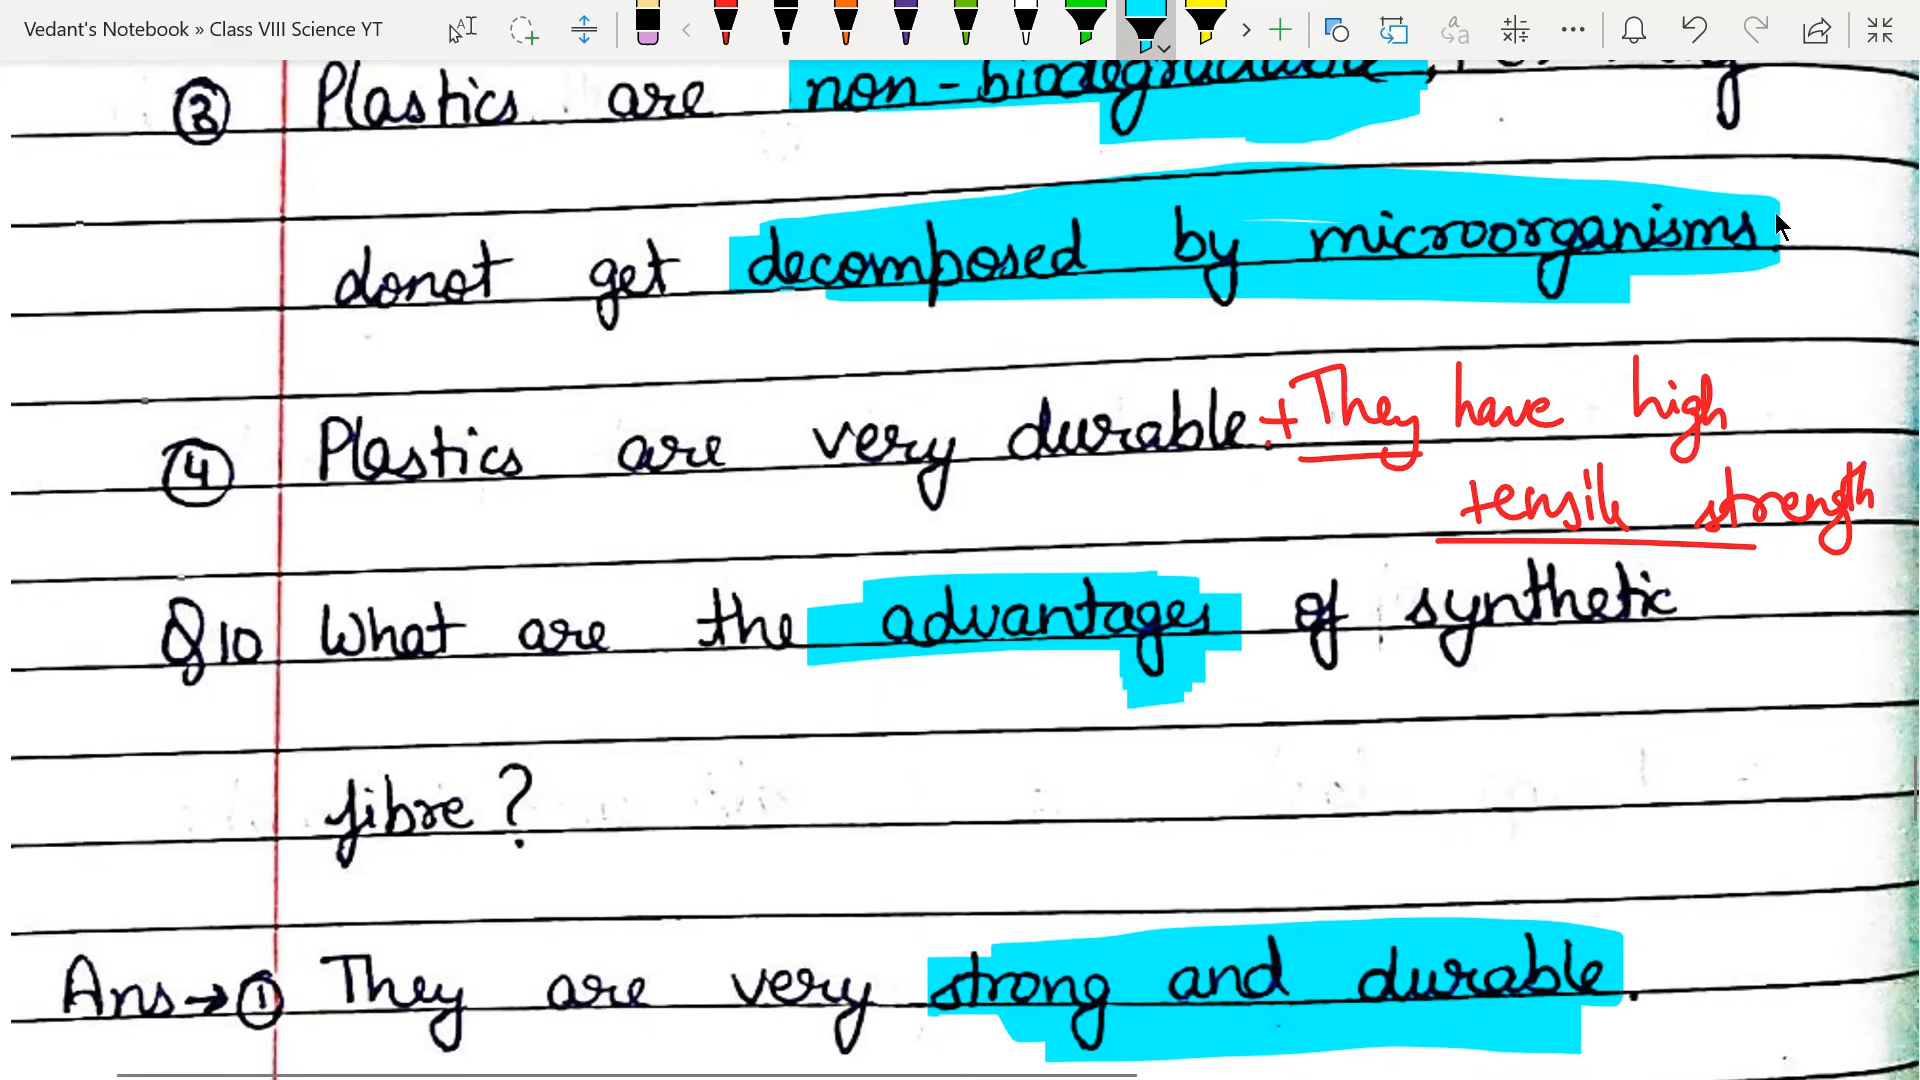 Vedant's Notebook » Class VIII Science YT
③ Plastics are non-biodegradable,
donot get decomposed by microorganisms.
④ Plastics are very durable. + They have high
tensile strength
Q10 What are the advantages of synthetic
fibre?
Ans → ① They are very strong and durable.